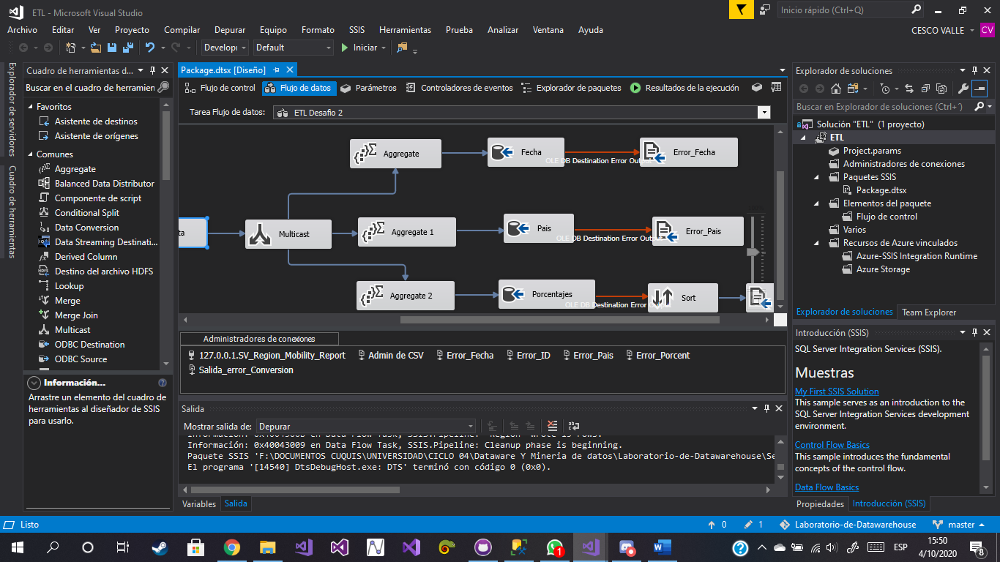 ETL - Microsoft Visual Studio
Inicio rápido (Ctrl+Q)
Archivo Editar Ver Proyecto Compilar Depurar Equipo Formato SSIS Herramientas Prueba Analizar Ventana Ayuda
CESCO VALLE CV
Develop Default Iniciar
Explorador de servidores
Cuadro de herramientas
Cuadro de herramientas d...
Buscar en el cuadro de herramien
Favoritos
Asistente de destinos
Asistente de orígenes
Comunes
Aggregate
Balanced Data Distributor
Componente de script
Conditional Split
Data Conversion
Data Streaming Destinati...
Derived Column
Destino del archivo HDFS
Lookup
Merge
Merge Join
Multicast
ODBC Destination
ODBC Source
Información...
Arrastre un elemento del cuadro de
herramientas al diseñador de SSIS
para usarlo.
Package.dtsx [Diseño]
Flujo de control Flujo de datos Parámetros Controladores de eventos Explorador de paquetes Resultados de la ejecución
Tarea Flujo de datos: ETL Desafio 2
Aggregate Fecha Error_Fecha
OLE DB Destination Error Output
ta Multicast Aggregate 1 Pais Error_Pais
OLE DB Destination Error Output
Aggregate 2 Porcentajes Sort
OLE DB Destination Error Output
Administradores de conexiones
127.0.0.1.SV_Region_Mobility_Report Admin de CSV Error_Fecha Error_ID Error_Pais Error_Porcent
Salida_error_Conversion
Salida
Mostrar salida de: Depurar
Información: 0x40043009 en Data Flow Task, SSIS.Pipeline: Cleanup phase is beginning.
Paquete SSIS 'F:\DOCUMENTOS CUQUIS\UNIVERSIDAD\CICLO 04\Dataware Y Mineria de datos\Laboratorio-de-Datawarehouse\Se
El programa '[14540] DtsDebugHost.exe: DTS' terminó con código 0 (0x0).
Variables Salida
Explorador de soluciones
Buscar en Explorador de soluciones (Ctrl+')
Solución "ETL" (1 proyecto)
ETL
Project.params
Administradores de conexiones
Paquetes SSIS
Package.dtsx
Elementos del paquete
Flujo de control
Varios
Recursos de Azure vinculados
Azure-SSIS Integration Runtime
Azure Storage
Explorador de soluciones Team Explorer
Introducción (SSIS)
SQL Server Integration Services (SSIS).
Muestras
My First SSIS Solution
This sample serves as an introduction to the
SQL Server Integration Services development
environment.
Control Flow Basics
This sample introduces the fundamental
concepts of the control flow.
Data Flow Basics
Propiedades Introducción (SSIS)
Listo 0 1 Laboratorio-de-Datawarehouse master
1 ESP 15:50 8
4/10/2020